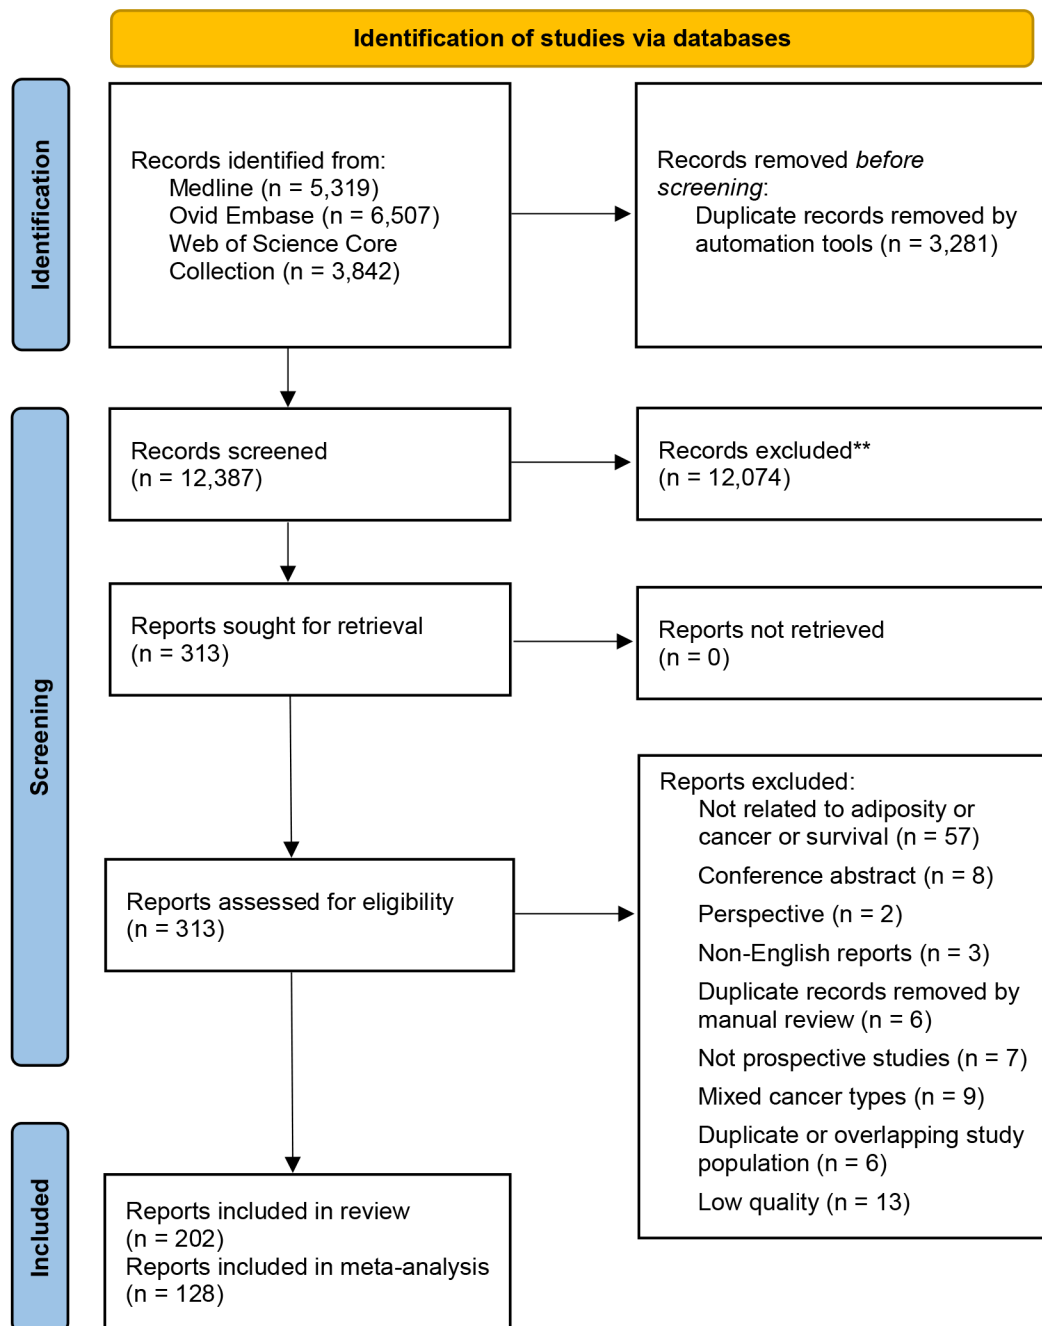 Identification of studies via databases
Identification
Records identified from:
Medline (n = 5,319)
Ovid Embase (n = 6,507)
Web of Science Core
Collection (n = 3,842)
Records removed before
screening:
Duplicate records removed by
automation tools (n = 3,281)
Screening
Records screened
(n = 12,387)
Records excluded**
(n = 12,074)
Reports sought for retrieval
(n = 313)
Reports not retrieved
(n = 0)
Reports assessed for eligibility
(n = 313)
Reports excluded:
Not related to adiposity or
cancer or survival (n = 57)
Conference abstract (n = 8)
Perspective (n = 2)
Non-English reports (n = 3)
Duplicate records removed by
manual review (n = 6)
Not prospective studies (n = 7)
Mixed cancer types (n = 9)
Duplicate or overlapping study
population (n = 6)
Low quality (n = 13)
Included
Reports included in review
(n = 202)
Reports included in meta-analysis
(n = 128)